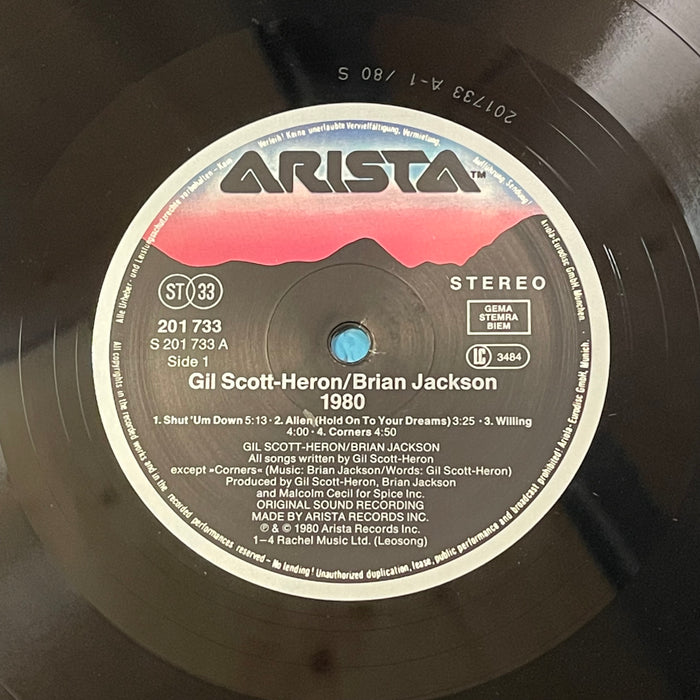 201733 A-1 /80 S
Alle Urheber- und Leistungsschutzrechte vorbehalten - Kein Verleih! Keine unerlaubte Vervielfältigung, Vermietung, Aufführung, Sendung!
Ariola-Eurodisc GmbH, München.
ARISTA™
STEREO
ST 33
GEMA
STEMRA
BIEM
201 733
S 201 733 A
LC 3484
Side 1
Gil Scott-Heron/Brian Jackson
1980
1. Shut 'Um Down 5:13 · 2. Alien (Hold On To Your Dreams) 3:25 · 3. Willing
4:00 · 4. Corners 4:50
GIL SCOTT-HERON/BRIAN JACKSON
All songs written by Gil Scott-Heron
except »Corners« (Music: Brian Jackson/Words: Gil Scott-Heron)
Produced by Gil Scott-Heron, Brian Jackson
and Malcolm Cecil for Spice Inc.
ORIGINAL SOUND RECORDING
MADE BY ARISTA RECORDS INC.
℗ & © 1980 Arista Records Inc.
1–4 Rachel Music Ltd. (Leosong)
All copyrights in the recorded works and in the recorded performances reserved – No lending! Unauthorized duplication, lease, public performance and broadcast prohibited! Ariola-Eurodisc GmbH, Munich.